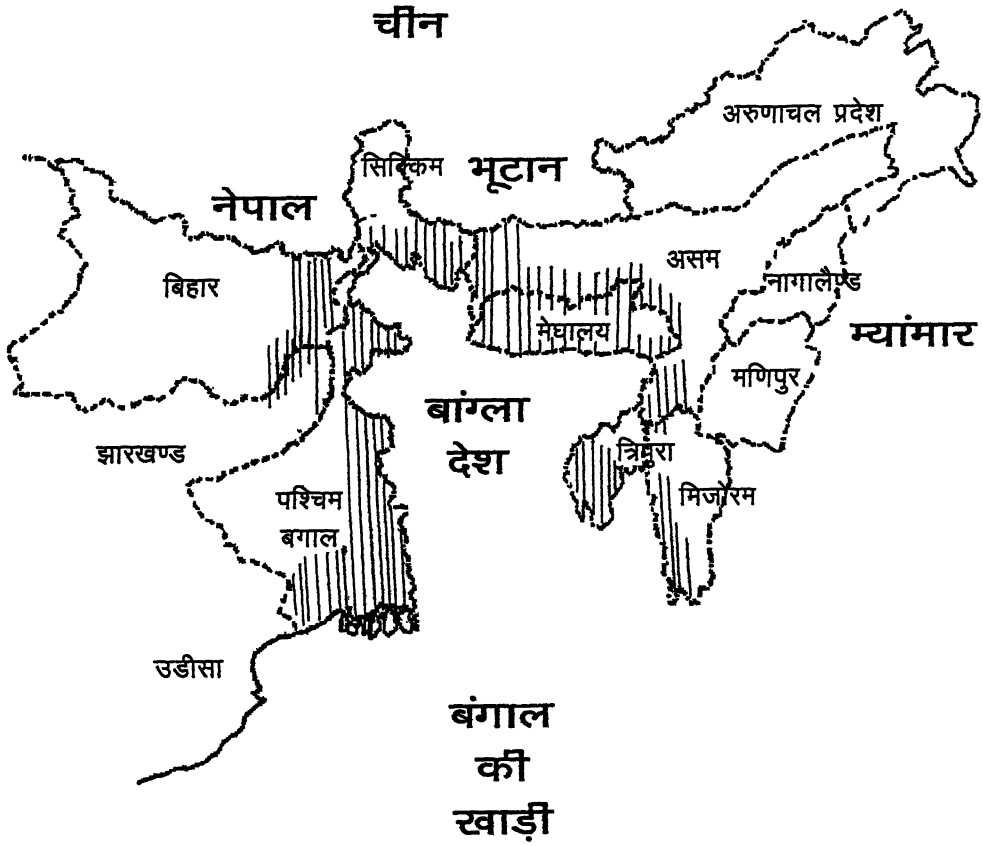 चीन
अरुणाचल प्रदेश
सिक्किम
भूटान
नेपाल
असम
बिहार
नागालैण्ड
मेघालय
म्यांमार
मणिपुर
बांग्ला
देश
झारखण्ड
त्रिपुरा
पश्चिम
बगाल
मिजोरम
उडीसा
बंगाल
की
खाड़ी